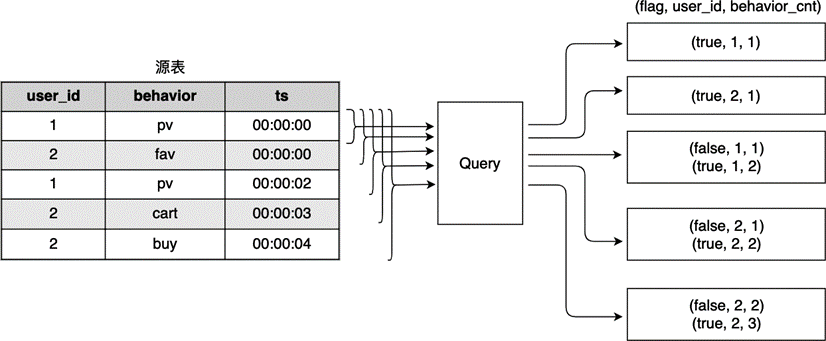 (flag, user_id, behavior_cnt)
源表
user_id behavior ts
1 pv 00:00:00
2 fav 00:00:00
1 pv 00:00:02
2 cart 00:00:03
2 buy 00:00:04
Query
(true, 1, 1)
(true, 2, 1)
(false, 1, 1)
(true, 1, 2)
(false, 2, 1)
(true, 2, 2)
(false, 2, 2)
(true, 2, 3)